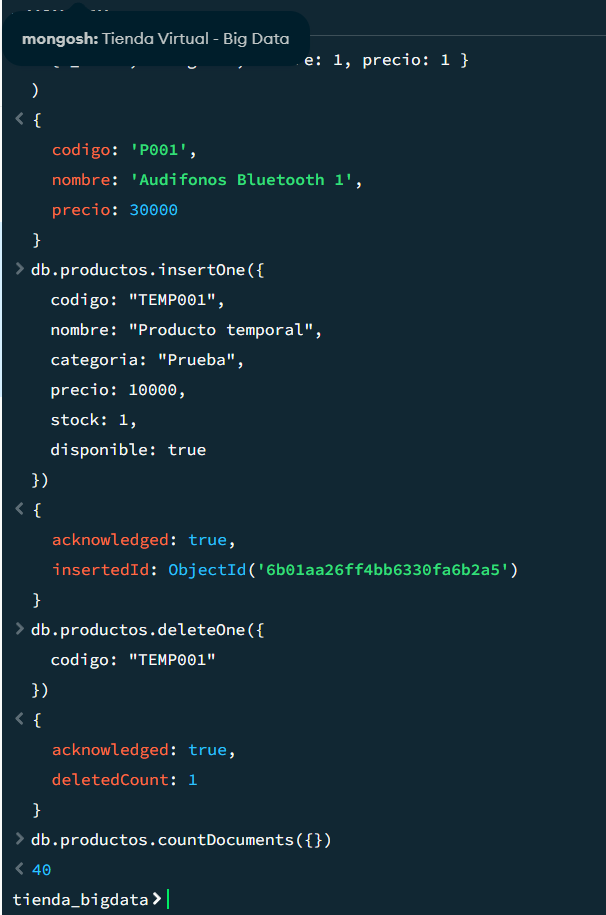 mongosh: Tienda Virtual - Big Data
: 1, precio: 1 }
)
{
codigo: 'P001',
nombre: 'Audifonos Bluetooth 1',
precio: 30000
}
db.productos.insertOne({
codigo: "TEMP001",
nombre: "Producto temporal",
categoria: "Prueba",
precio: 10000,
stock: 1,
disponible: true
})
{
acknowledged: true,
insertedId: ObjectId('6b01aa26ff4bb6330fa6b2a5')
}
db.productos.deleteOne({
codigo: "TEMP001"
})
{
acknowledged: true,
deletedCount: 1
}
db.productos.countDocuments({})
40
tienda_bigdata>